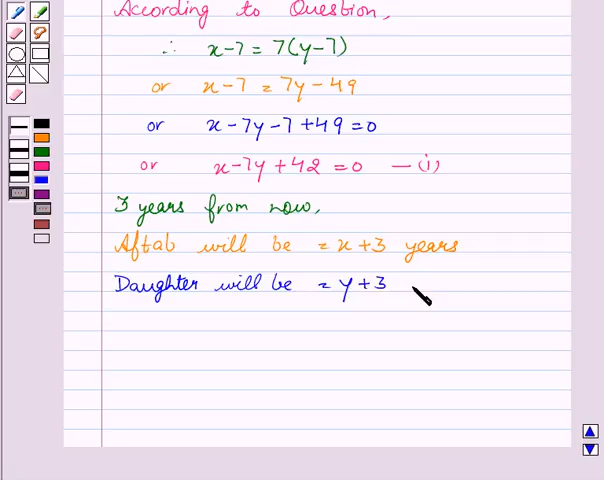 According to Question,
∴ x-7 = 7(y-7)
or x-7 = 7y-49
or x-7y-7+49=0
or x-7y+42=0 —(i)
3 years from now,
Aftab will be = x+3 years
Daughter will be = y+3